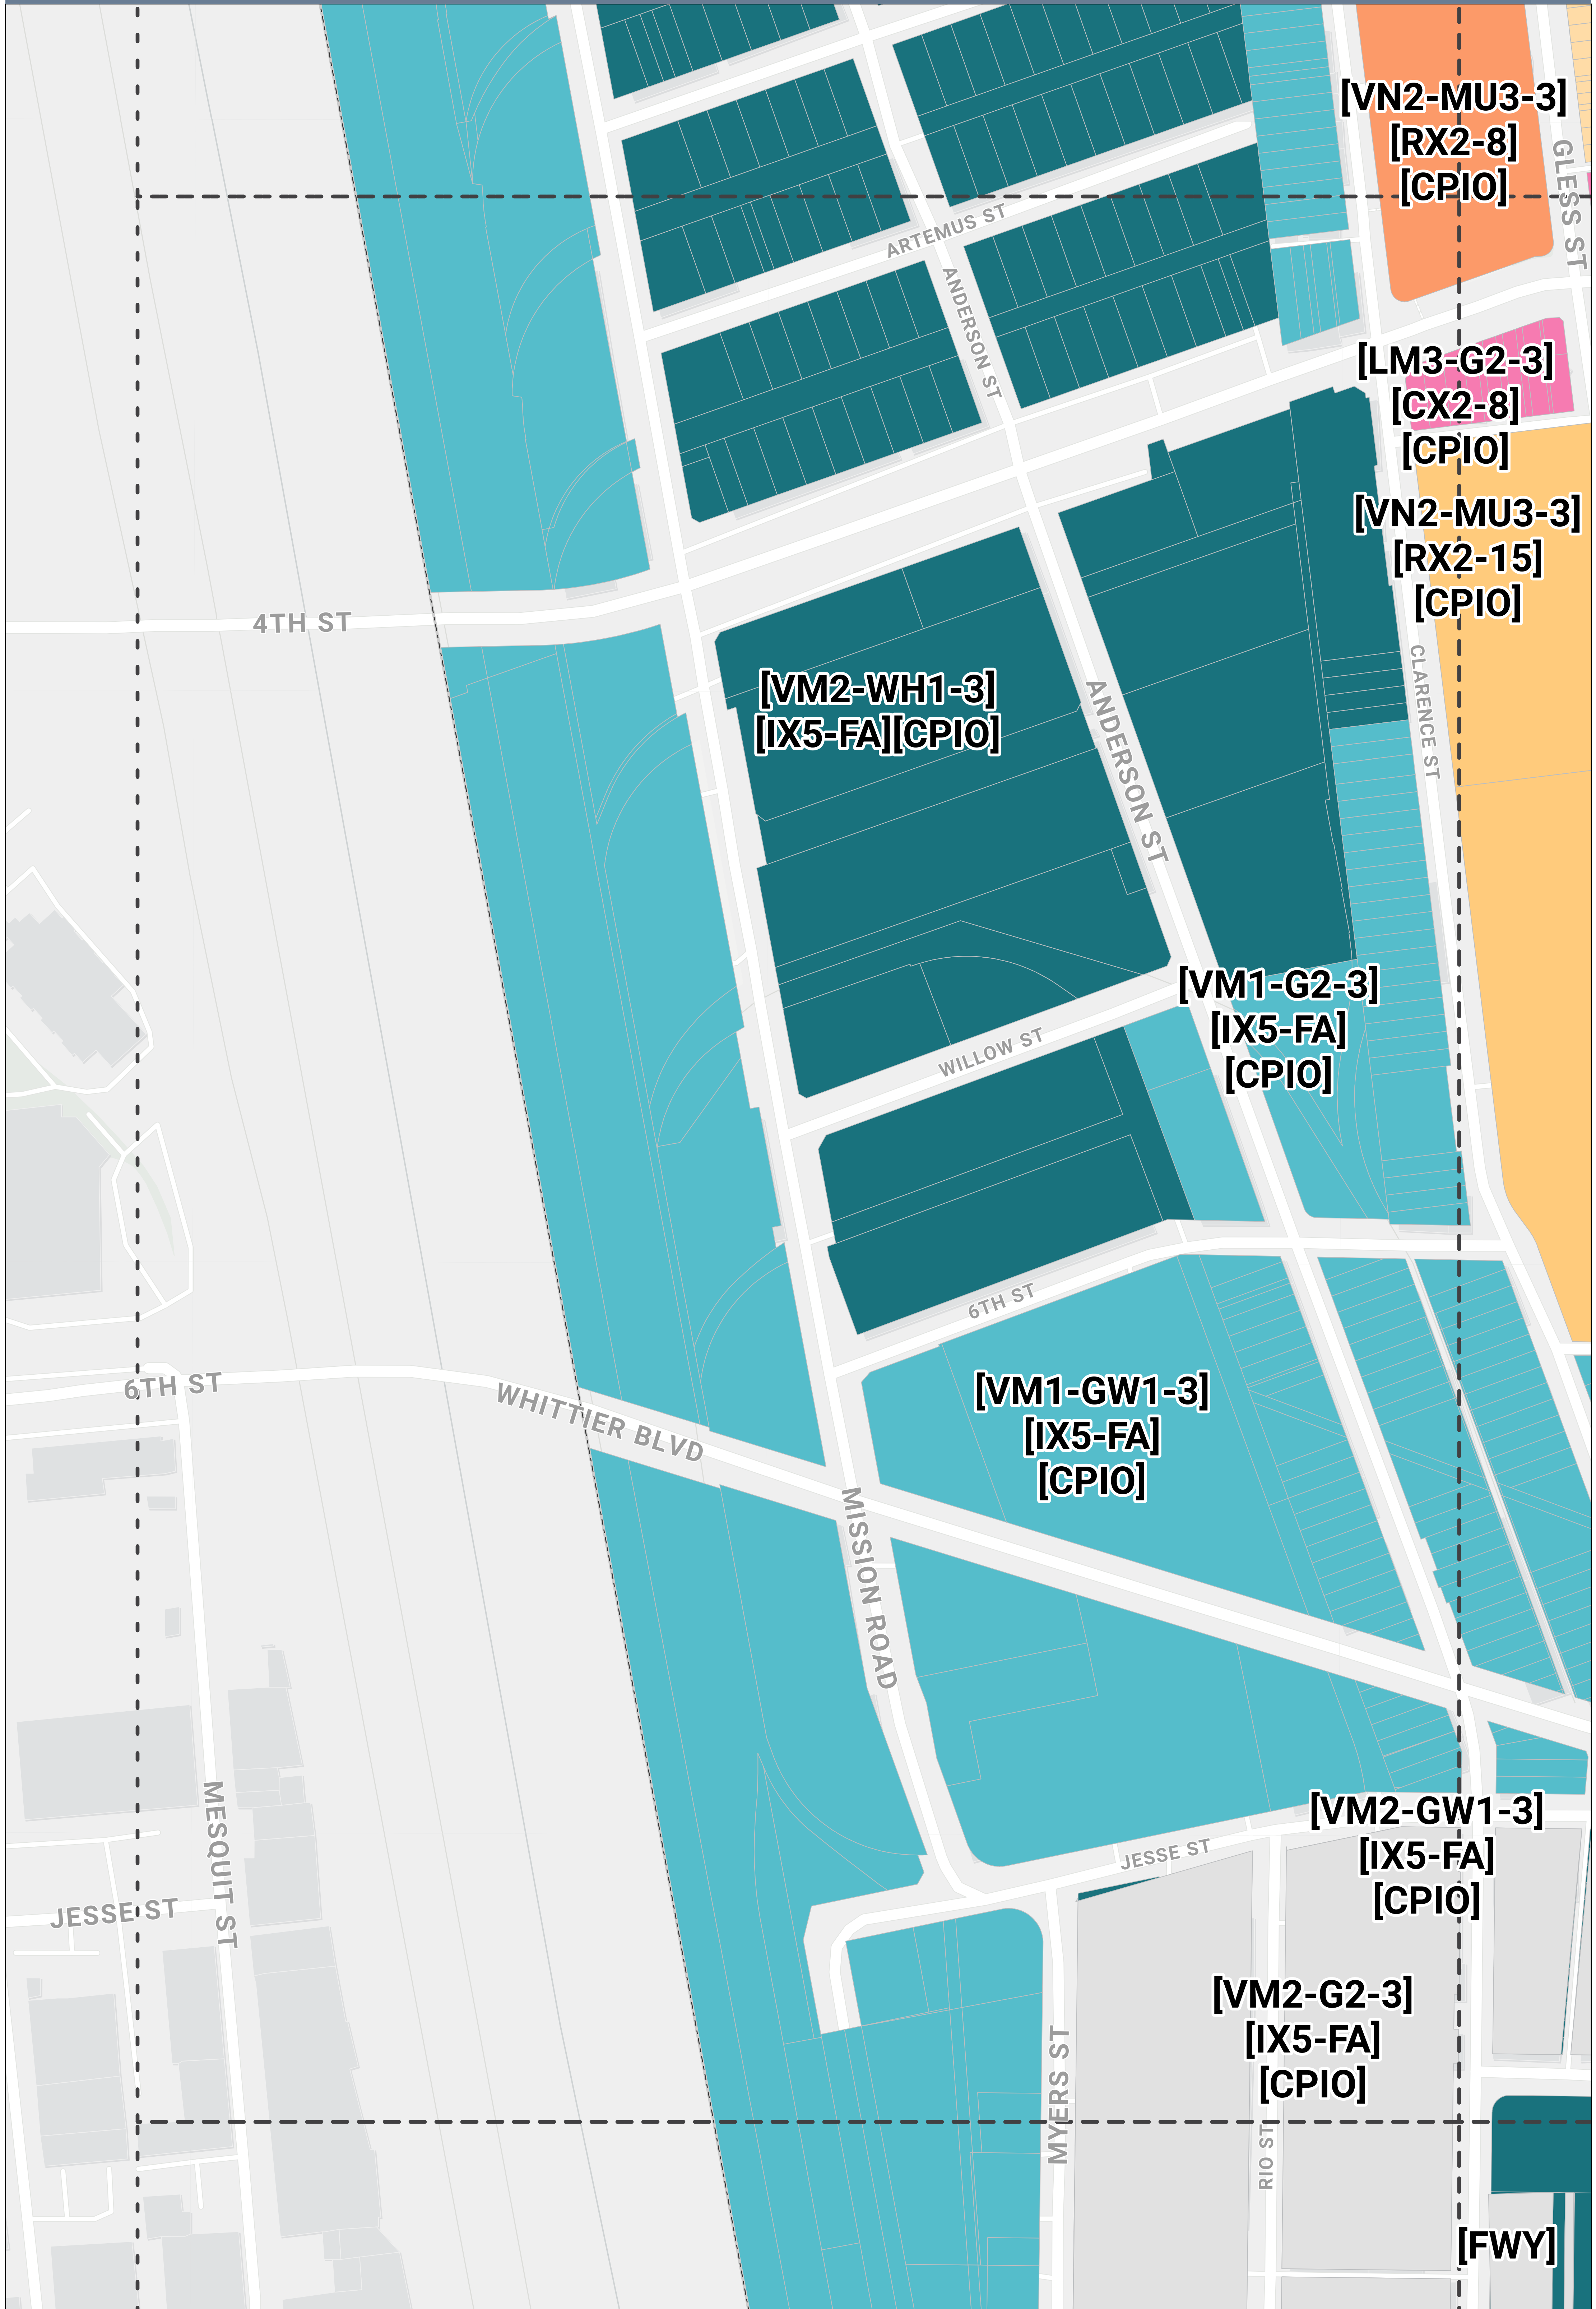 [VN2-MU3-3]
[RX2-8]
[CPIO]
GLESS ST
ARTEMUS ST
ANDERSON ST
[LM3-G2-3]
[CX2-8]
[CPIO]
[VN2-MU3-3]
[RX2-15]
[CPIO]
4TH ST
[VM2-WH1-3]
[IX5-FA][CPIO]
ANDERSON ST
CLARENCE ST
[VM1-G2-3]
[IX5-FA]
[CPIO]
WILLOW ST
6TH ST
6TH ST
WHITTIER BLVD
[VM1-GW1-3]
[IX5-FA]
[CPIO]
MISSION ROAD
MESQUIT ST
[VM2-GW1-3]
[IX5-FA]
[CPIO]
JESSE ST
JESSE ST
[VM2-G2-3]
[IX5-FA]
[CPIO]
MYERS ST
RIO ST
[FWY]